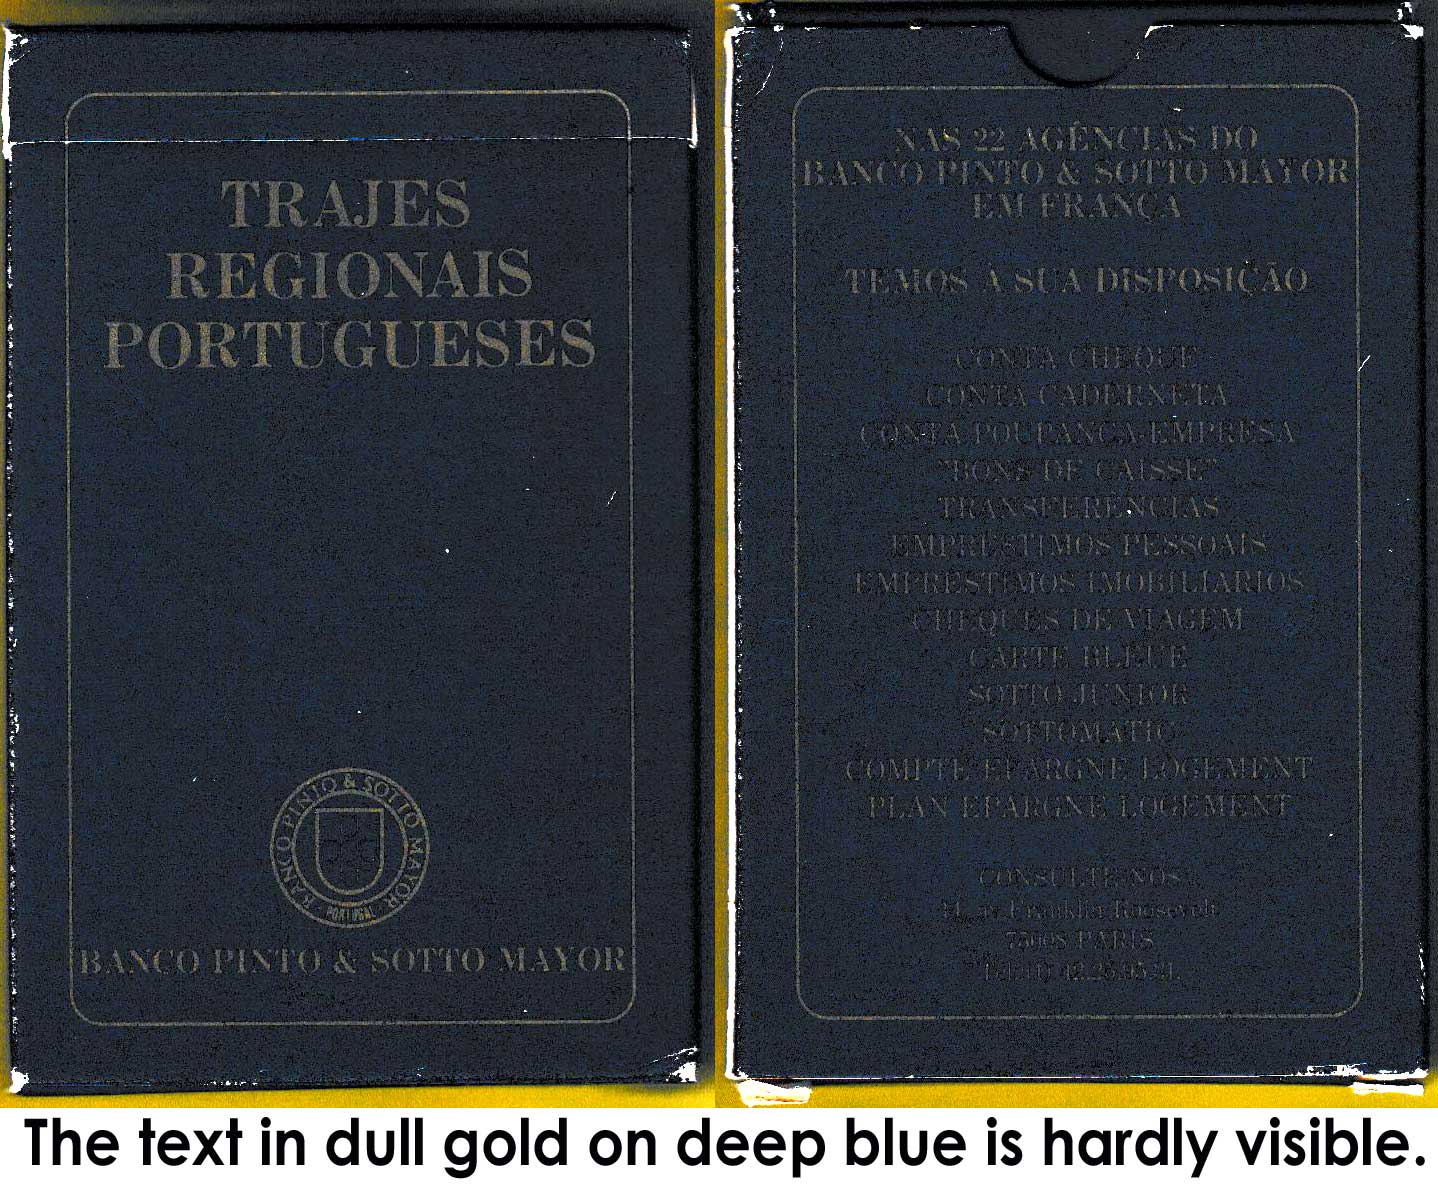 TRAJES
REGIONAIS
PORTUGUESES
BANCO PINTO & SOTTO MAYOR
PORTUGAL
BANCO PINTO & SOTTO MAYOR
NAS 22 AGÊNCIAS DO
BANCO PINTO & SOTTO MAYOR
EM FRANÇA
TEMOS À SUA DISPOSIÇÃO
CONTA CHEQUE
CONTA CADERNETA
CONTA POUPANÇA-EMPRESA
"BONS DE CAISSE"
TRANSFERÊNCIAS
EMPRÉSTIMOS PESSOAIS
EMPRÉSTIMOS IMOBILIÁRIOS
CHEQUES DE VIAGEM
CARTE BLEUE
SOTTO JUNIOR
SOTTOMATIC
COMPTE EPARGNE LOGEMENT
PLAN EPARGNE LOGEMENT
CONSULTE-NOS
av Franklin Roosevelt
75008 PARIS
The text in dull gold on deep blue is hardly visible.